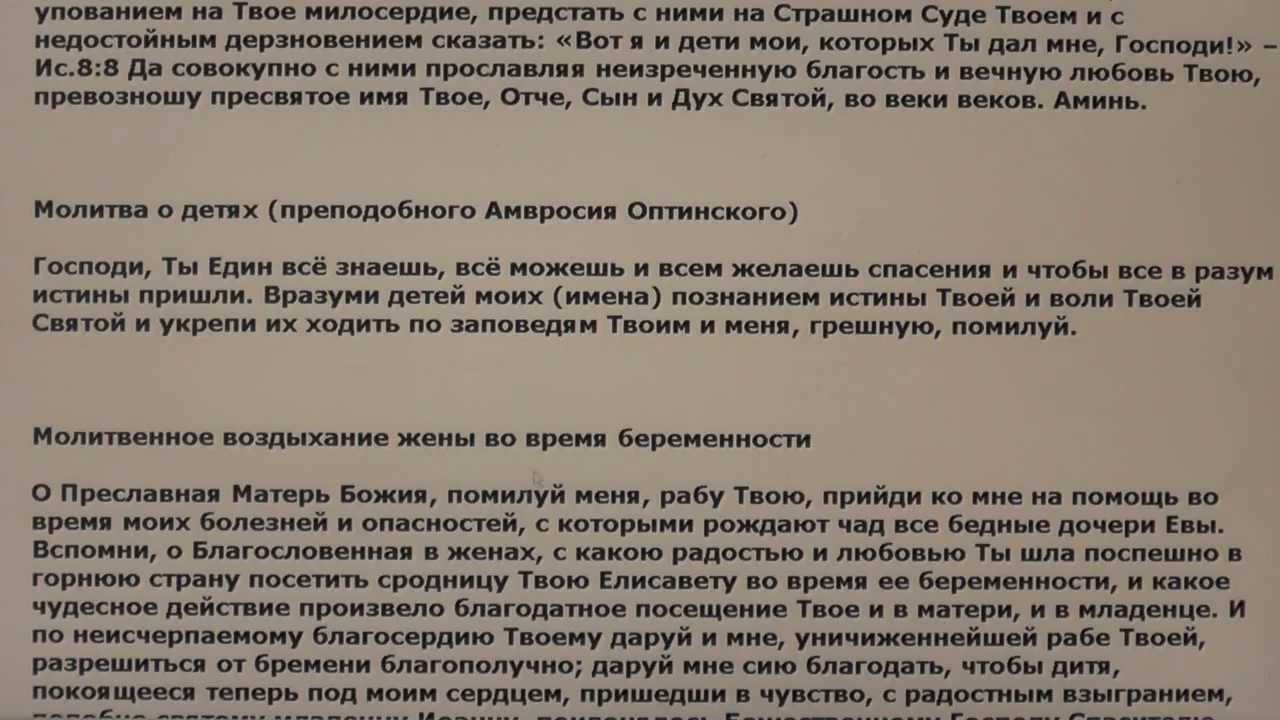 упованием на Твое милосердие, предстать с ними на Страшном Суде Твоем и с
недостойным дерзновением сказать: «Вот я и дети мои, которых Ты дал мне, Господи!» –
Ис.8:8 Да совокупно с ними прославляя неизреченную благость и вечную любовь Твою,
превозношу пресвятое имя Твое, Отче, Сын и Дух Святой, во веки веков. Аминь.
Молитва о детях (преподобного Амвросия Оптинского)
Господи, Ты Един всё знаешь, всё можешь и всем желаешь спасения и чтобы все в разум
истины пришли. Вразуми детей моих (имена) познанием истины Твоей и воли Твоей
Святой и укрепи их ходить по заповедям Твоим и меня, грешную, помилуй.
Молитвенное воздыхание жены во время беременности
О Преславная Матерь Божия, помилуй меня, рабу Твою, прийди ко мне на помощь во
время моих болезней и опасностей, с которыми рождают чад все бедные дочери Евы.
Вспомни, о Благословенная в женах, с какою радостью и любовью Ты шла поспешно в
горнюю страну посетить сродницу Твою Елисавету во время ее беременности, и какое
чудесное действие произвело благодатное посещение Твое и в матери, и в младенце. И
по неисчерпаемому благосердию Твоему даруй и мне, уничиженнейшей рабе Твоей,
разрешиться от бремени благополучно; даруй мне сию благодать, чтобы дитя,
покоящееся теперь под моим сердцем, пришедши в чувство, с радостным взыгранием,